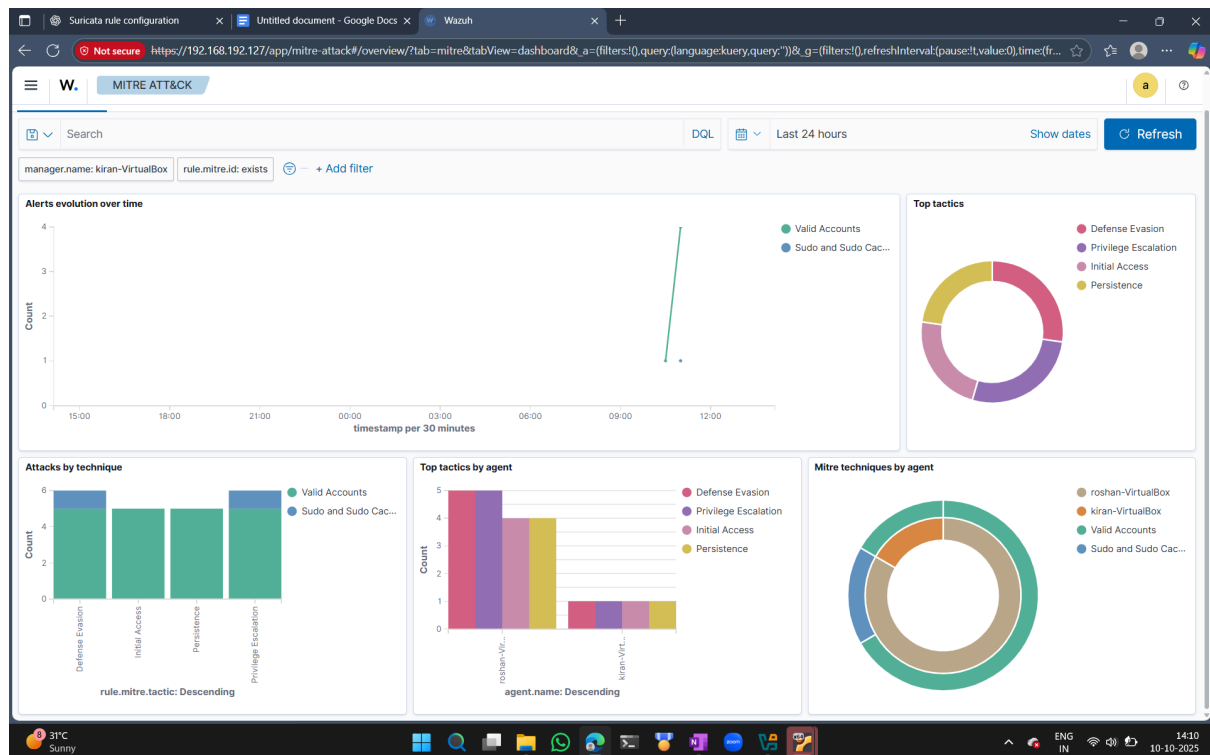 Suricata rule configuration
Untitled document - Google Docs
Wazuh
Not secure
https://192.168.192.127/app/mitre-attack#/overview/?tab=mitre&tabView=dashboard&_a=(filters:!(),query:(language:kuery,query:''))&_g=(filters:!(),refreshInterval:(pause:!t,value:0),time:(fr...
W. MITRE ATT&CK
a
Search
DQL
Last 24 hours
Show dates
Refresh
manager.name: kiran-VirtualBox
rule.mitre.id: exists
+ Add filter
Alerts evolution over time
4
3
2
1
0
Count
15:00 18:00 21:00 00:00 03:00 06:00 09:00 12:00
timestamp per 30 minutes
Valid Accounts
Sudo and Sudo Cac...
Top tactics
Defense Evasion
Privilege Escalation
Initial Access
Persistence
Attacks by technique
6
4
2
0
Count
Defense Evasion
Initial Access
Persistence
Privilege Escalation
rule.mitre.tactic: Descending
Valid Accounts
Sudo and Sudo Cac...
Top tactics by agent
5
4
3
2
1
0
Count
roshan-Vir...
kiran-Virt...
agent.name: Descending
Defense Evasion
Privilege Escalation
Initial Access
Persistence
Mitre techniques by agent
roshan-VirtualBox
kiran-VirtualBox
Valid Accounts
Sudo and Sudo Cac...
8
31°C
Sunny
zoom
ENG
IN
14:10
10-10-2025